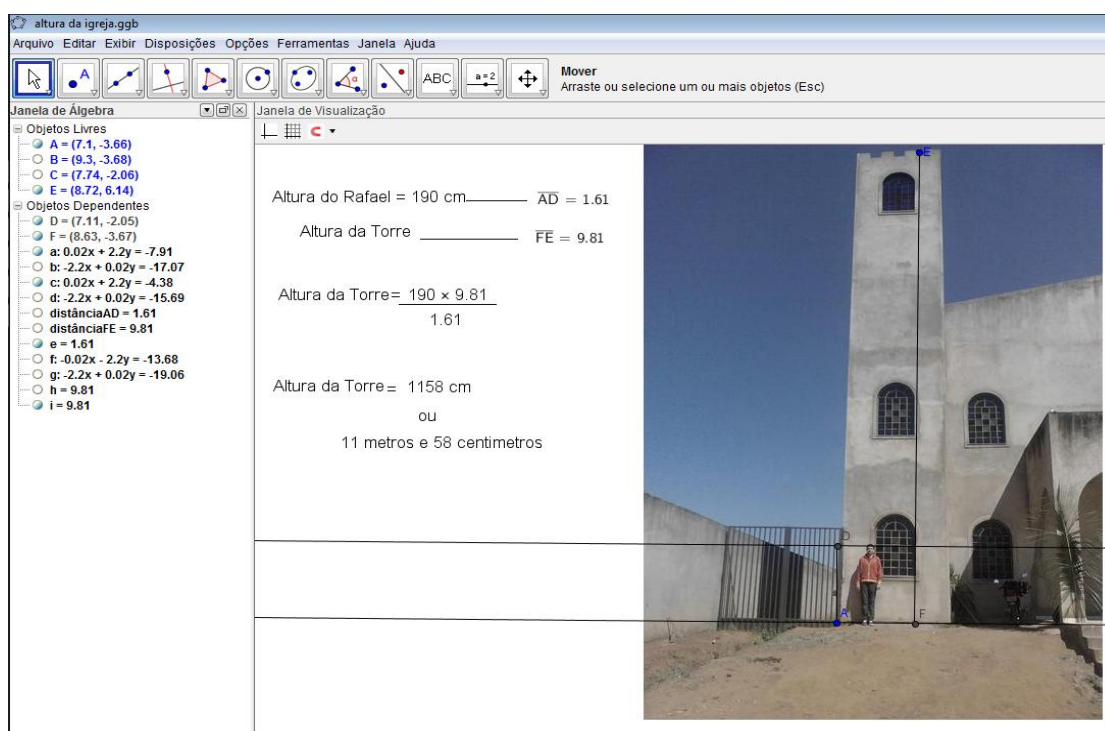 altura da igreja.ggb
Arquivo Editar Exibir Disposições Opções Ferramentas Janela Ajuda
A
α
ABC
a = 2
Mover
Arraste ou selecione um ou mais objetos (Esc)
Janela de Álgebra
Objetos Livres
A = (7.1, -3.66)
B = (9.3, -3.68)
C = (7.74, -2.06)
E = (8.72, 6.14)
Objetos Dependentes
D = (7.11, -2.05)
F = (8.63, -3.67)
a: 0.02x + 2.2y = -7.91
b: -2.2x + 0.02y = -17.07
c: 0.02x + 2.2y = -4.38
d: -2.2x + 0.02y = -15.69
distânciaAD = 1.61
distânciaFE = 9.81
e = 1.61
f: -0.02x - 2.2y = -13.68
g: -2.2x + 0.02y = -19.06
h = 9.81
i = 9.81
Janela de Visualização
Altura do Rafael = 190 cm AD = 1.61
Altura da Torre FE = 9.81
Altura da Torre= 190 × 9.81
1.61
Altura da Torre= 1158 cm
ou
11 metros e 58 centimetros
E
D
A
F